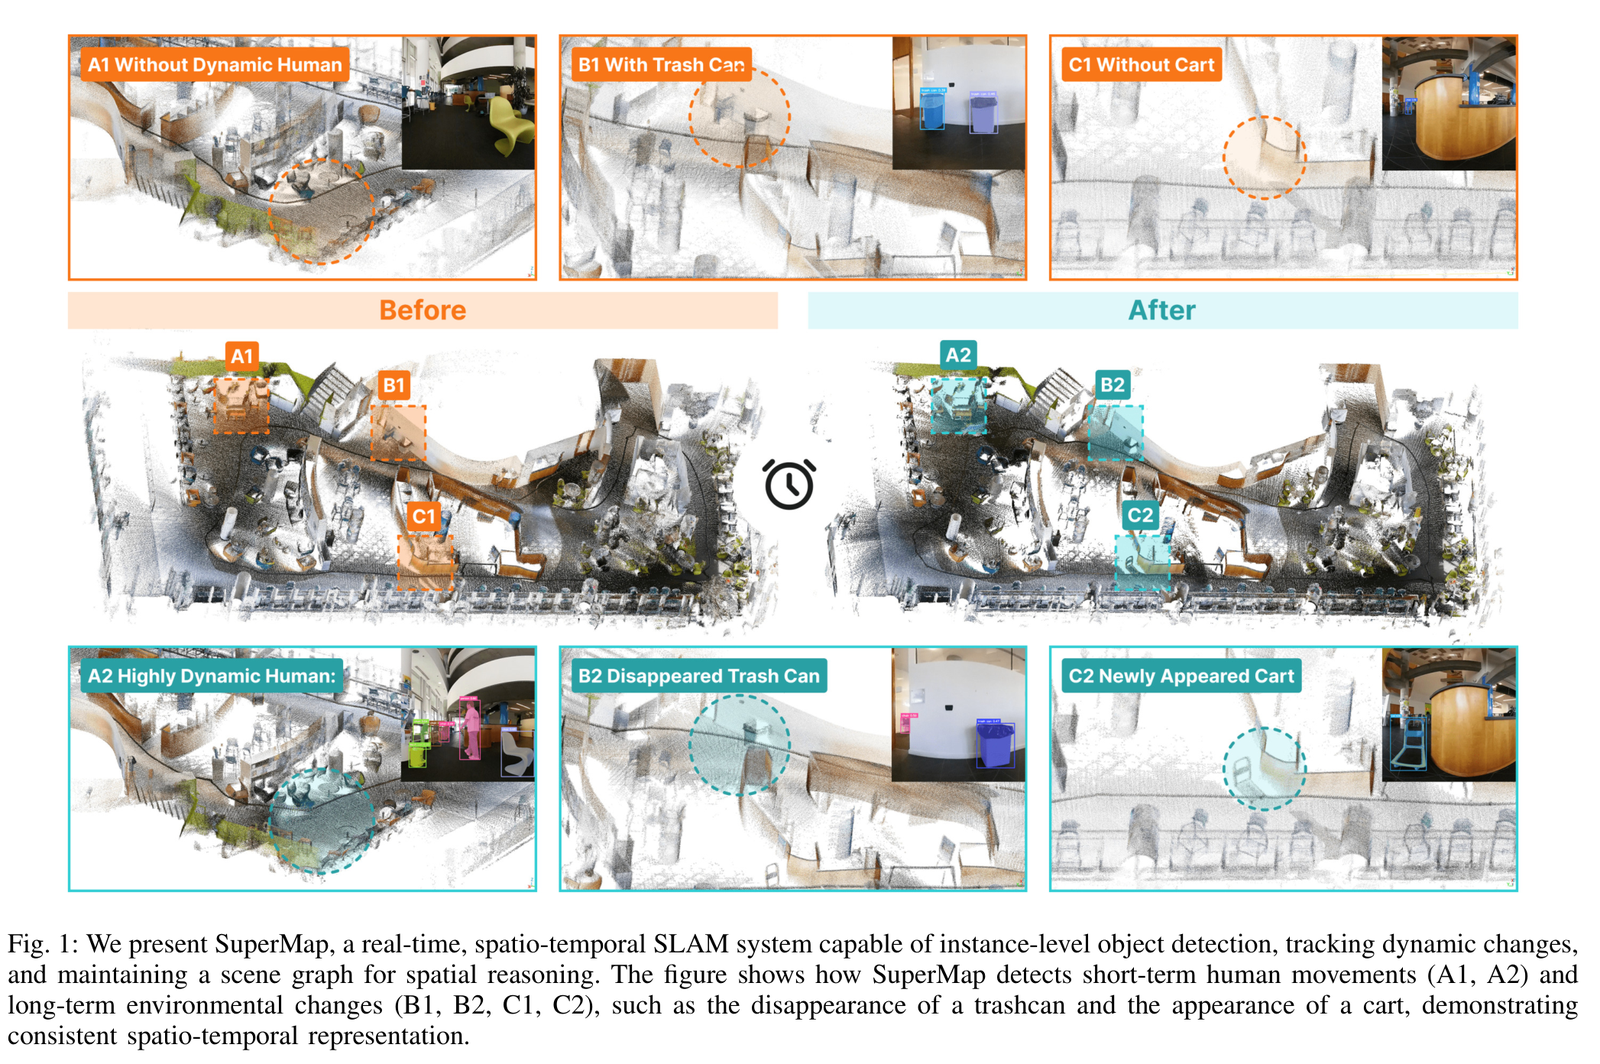 A1 Without Dynamic Human
B1 With Trash Can
C1 Without Cart
Before
After
A1
B1
C1
A2
B2
C2
A2 Highly Dynamic Human:
B2 Disappeared Trash Can
C2 Newly Appeared Cart
Fig. 1: We present SuperMap, a real-time, spatio-temporal SLAM system capable of instance-level object detection, tracking dynamic changes,
and maintaining a scene graph for spatial reasoning. The figure shows how SuperMap detects short-term human movements (A1, A2) and
long-term environmental changes (B1, B2, C1, C2), such as the disappearance of a trashcan and the appearance of a cart, demonstrating
consistent spatio-temporal representation.